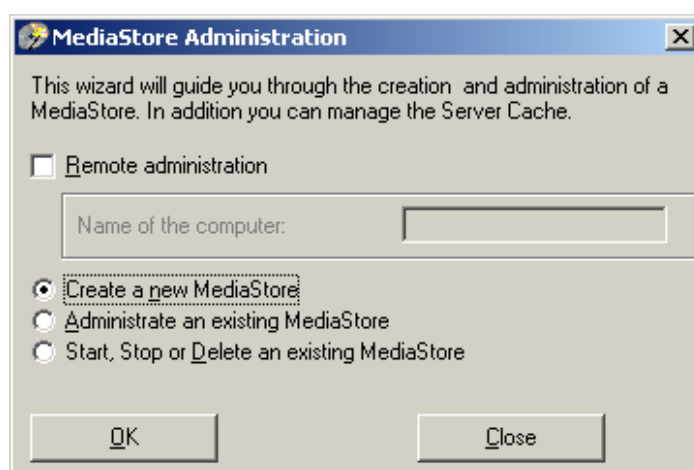 MediaStore Administration
This wizard will guide you through the creation and administration of a
MediaStore. In addition you can manage the Server Cache.
Remote administration
Name of the computer:
Create a new MediaStore
Administrate an existing MediaStore
Start, Stop or Delete an existing MediaStore
OK Close